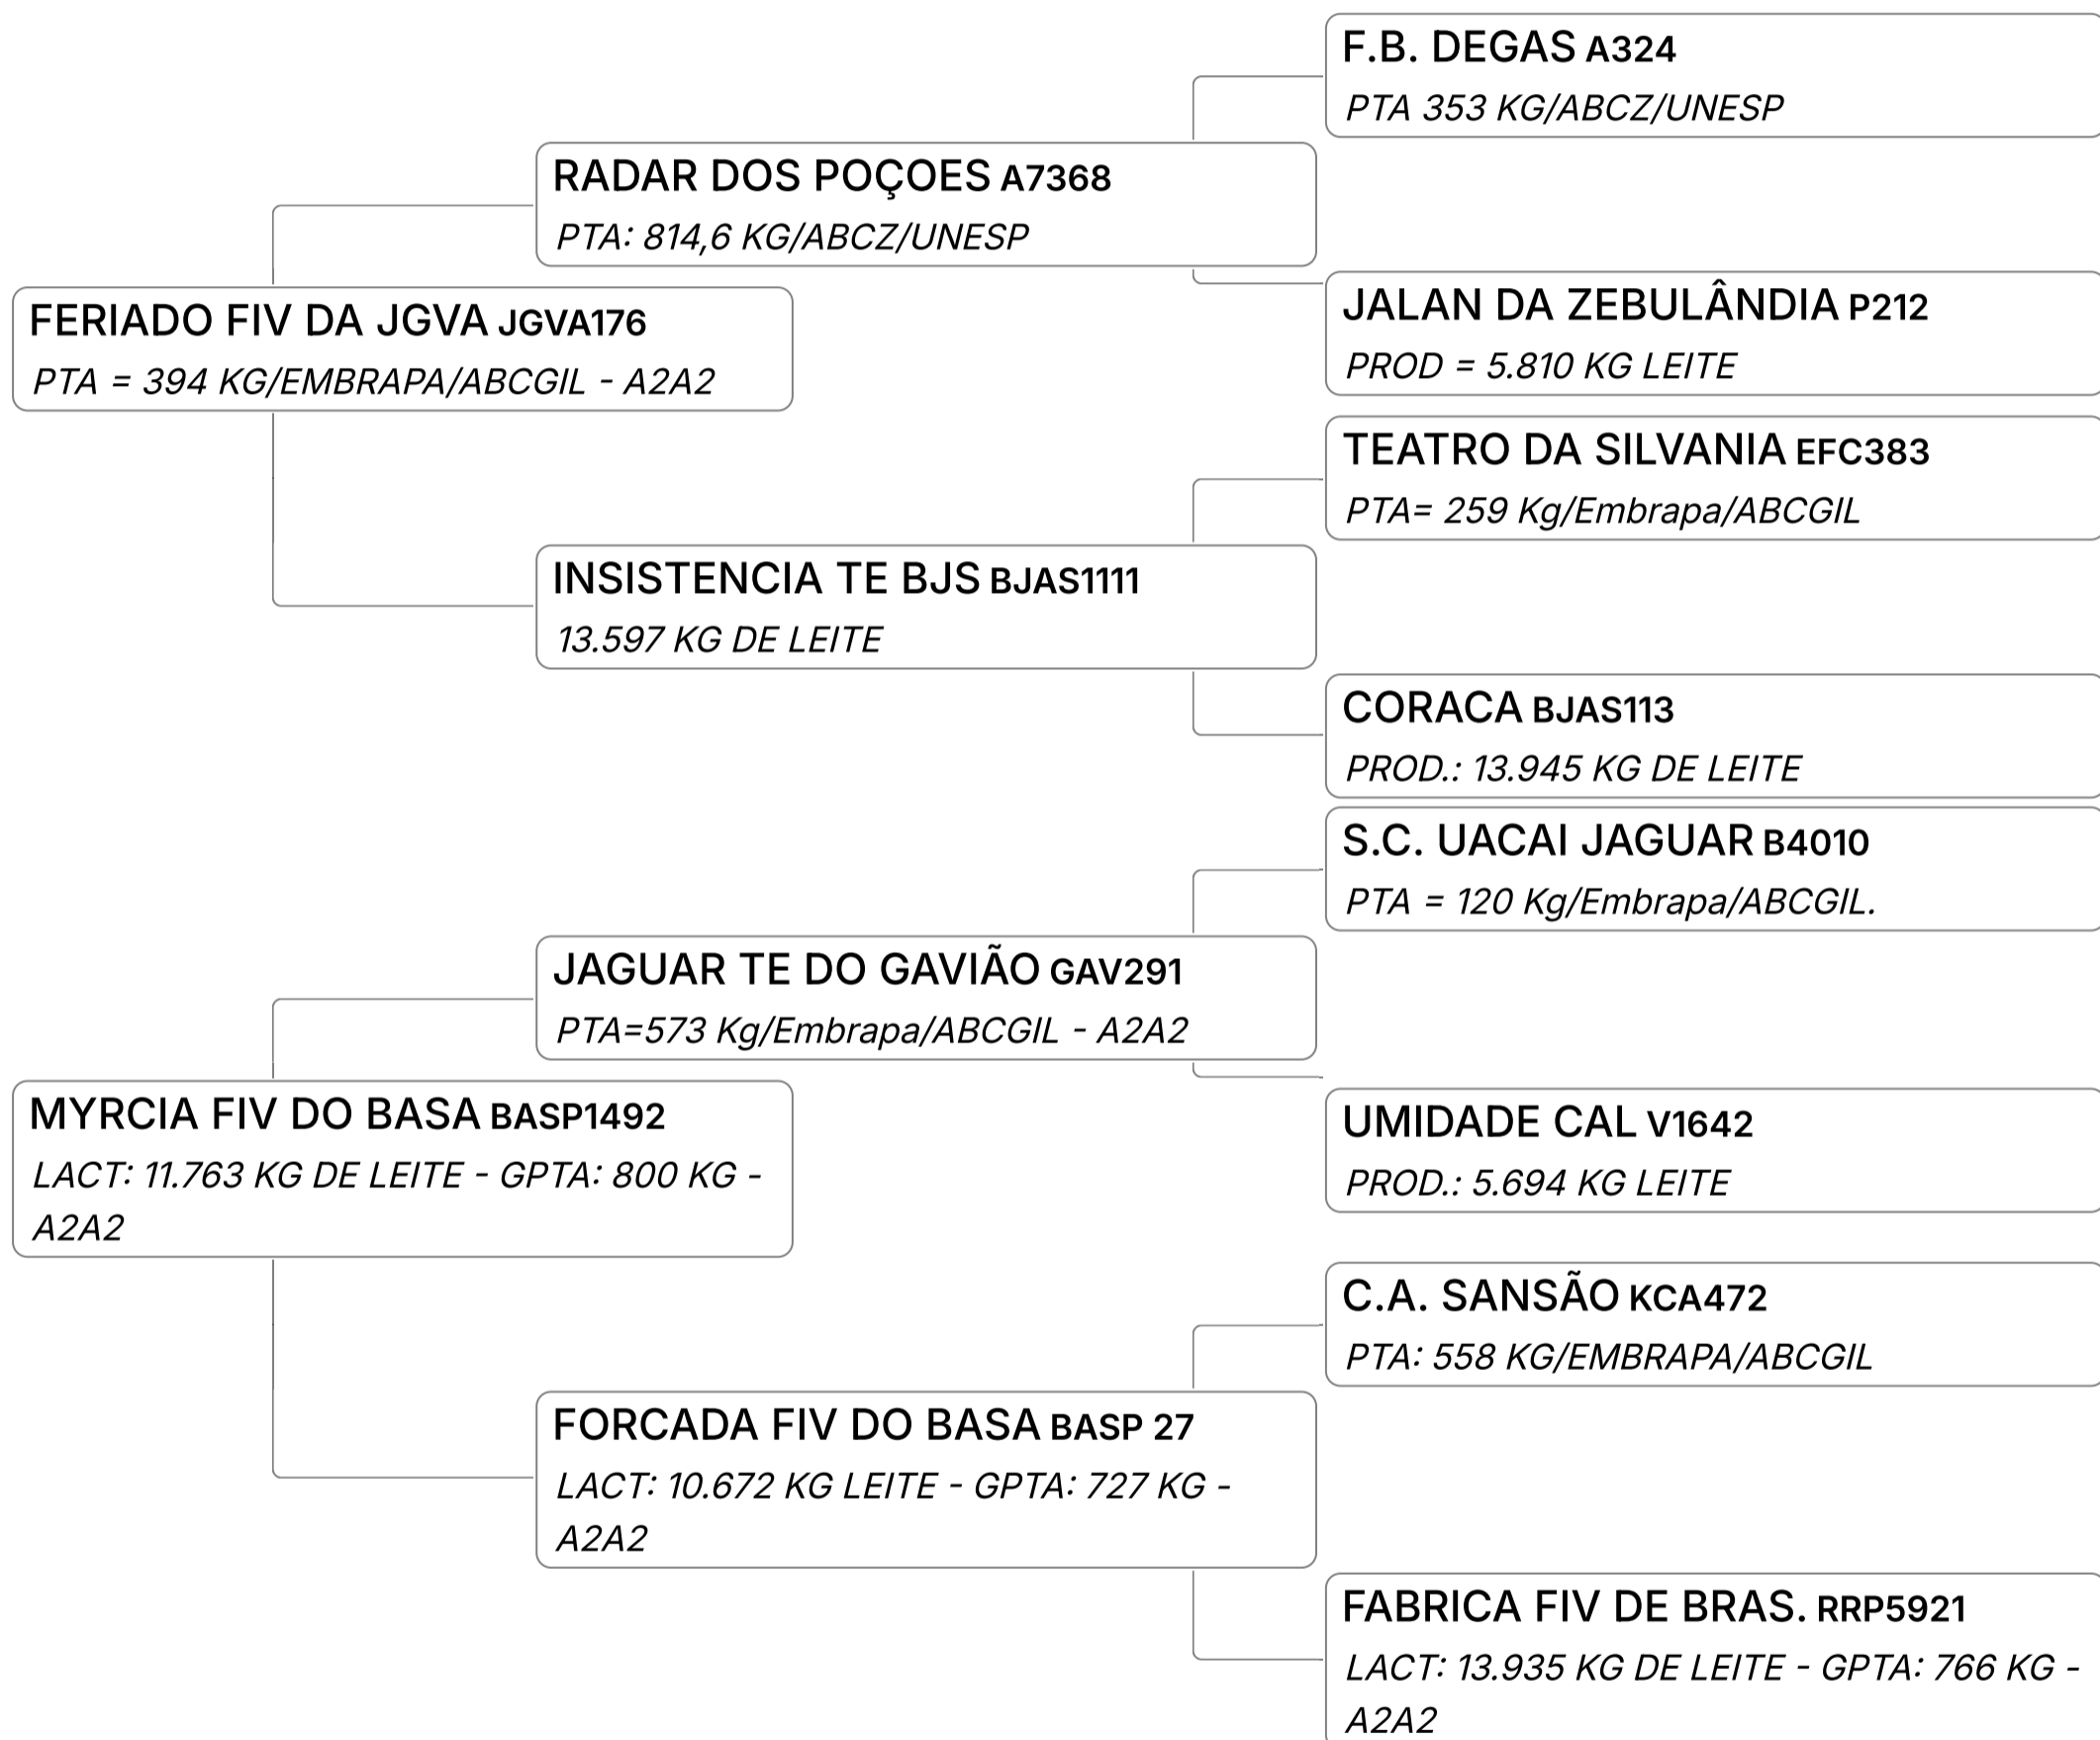 F.B. DEGAS A324
PTA 353 KG/ABCZ/UNESP
RADAR DOS POÇOES A7368
PTA: 814,6 KG/ABCZ/UNESP
JALAN DA ZEBULÂNDIA P212
PROD = 5.810 KG LEITE
FERIADO FIV DA JGVA JGVA176
PTA = 394 KG/EMBRAPA/ABCGIL - A2A2
TEATRO DA SILVANIA EFC383
PTA= 259 Kg/Embrapa/ABCGIL
INSISTENCIA TE BJS BJAS1111
13.597 KG DE LEITE
CORACA BJAS113
PROD.: 13.945 KG DE LEITE
S.C. UACAI JAGUAR B4010
PTA = 120 Kg/Embrapa/ABCGIL.
JAGUAR TE DO GAVIÃO GAV291
PTA=573 Kg/Embrapa/ABCGIL - A2A2
MYRCIA FIV DO BASA BASP1492
LACT: 11.763 KG DE LEITE - GPTA: 800 KG -
A2A2
UMIDADE CAL V1642
PROD.: 5.694 KG LEITE
C.A. SANSÃO KCA472
PTA: 558 KG/EMBRAPA/ABCGIL
FORCADA FIV DO BASA BASP 27
LACT: 10.672 KG LEITE - GPTA: 727 KG -
A2A2
FABRICA FIV DE BRAS. RRP5921
LACT: 13.935 KG DE LEITE - GPTA: 766 KG -
A2A2